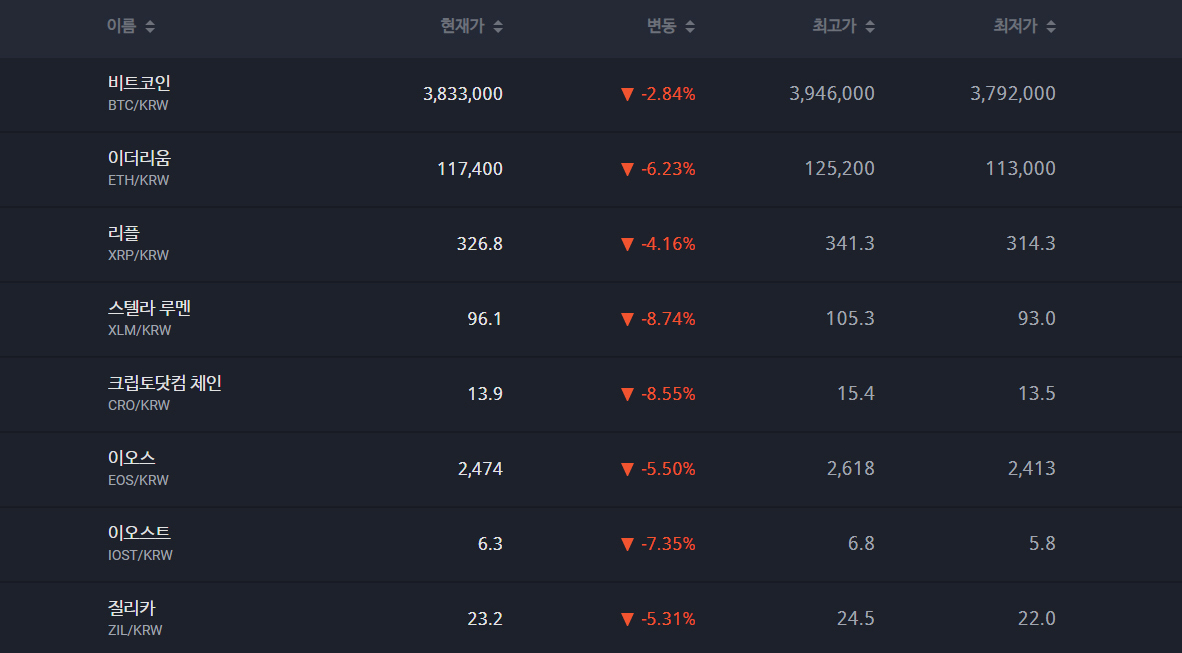 이름 현재가 변동 최고가 최저가
비트코인
BTC/KRW 3,833,000 ▼ -2.84% 3,946,000 3,792,000
이더리움
ETH/KRW 117,400 ▼ -6.23% 125,200 113,000
리플
XRP/KRW 326.8 ▼ -4.16% 341.3 314.3
스텔라 루멘
XLM/KRW 96.1 ▼ -8.74% 105.3 93.0
크립토닷컴 체인
CRO/KRW 13.9 ▼ -8.55% 15.4 13.5
이오스
EOS/KRW 2,474 ▼ -5.50% 2,618 2,413
이오스트
IOST/KRW 6.3 ▼ -7.35% 6.8 5.8
질리카
ZIL/KRW 23.2 ▼ -5.31% 24.5 22.0